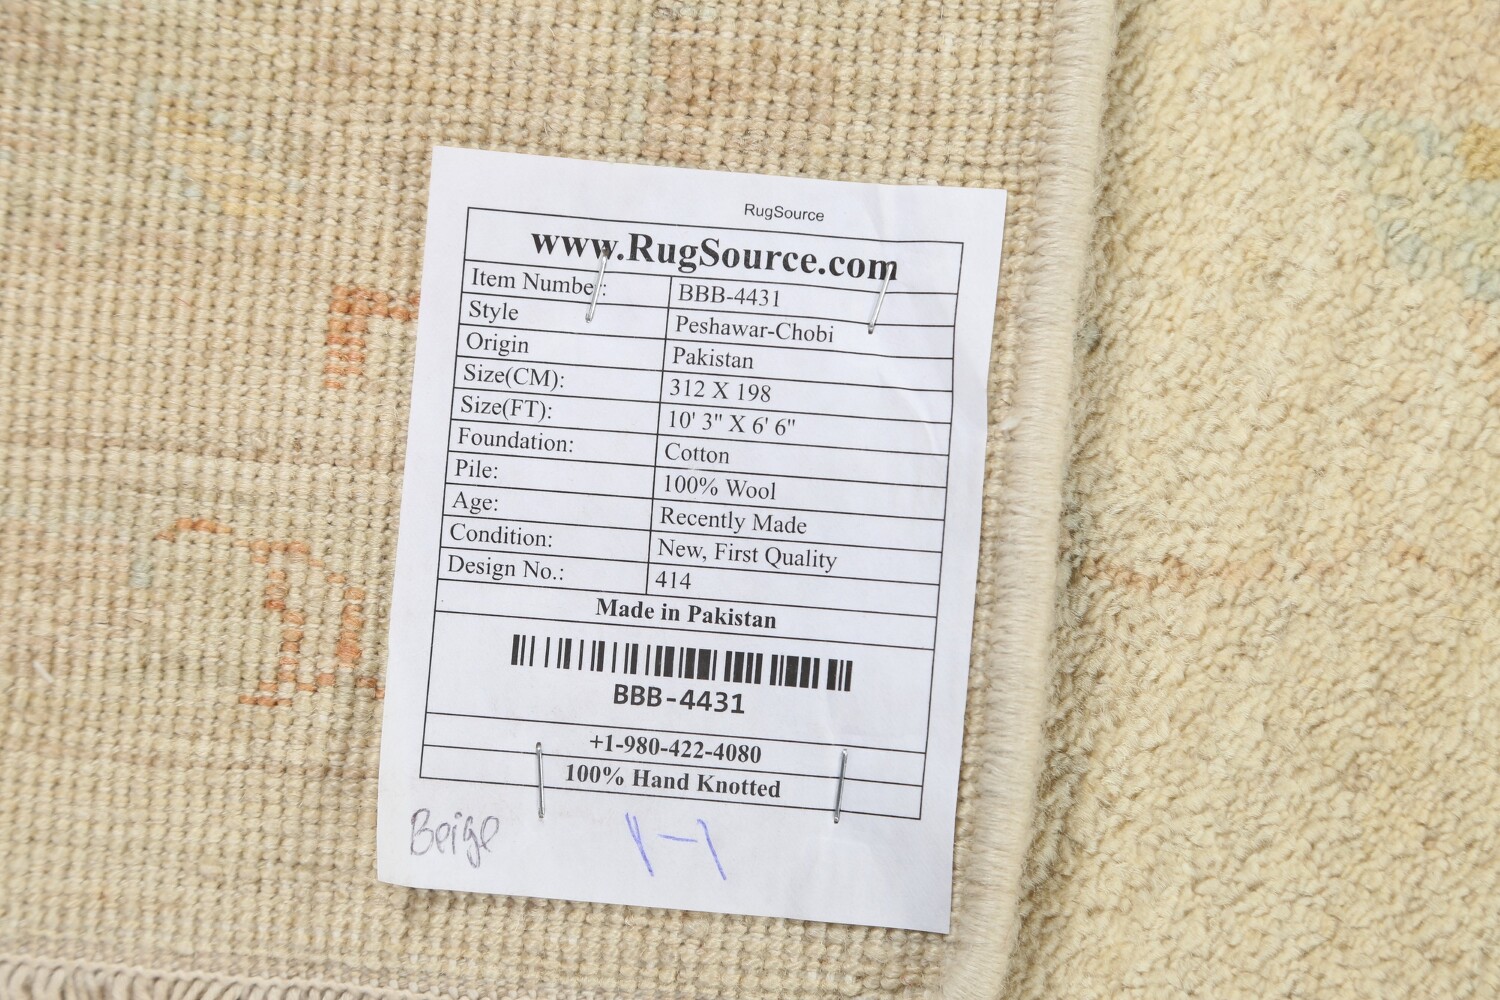 RugSource
www.RugSource.com
Item Number: BBB-4431
Style Peshawar-Chobi
Origin Pakistan
Size(CM): 312 X 198
Size(FT): 10' 3" X 6' 6"
Foundation: Cotton
Pile: 100% Wool
Age: Recently Made
Condition: New, First Quality
Design No.: 414
Made in Pakistan
BBB-4431
+1-980-422-4080
100% Hand Knotted
Beige